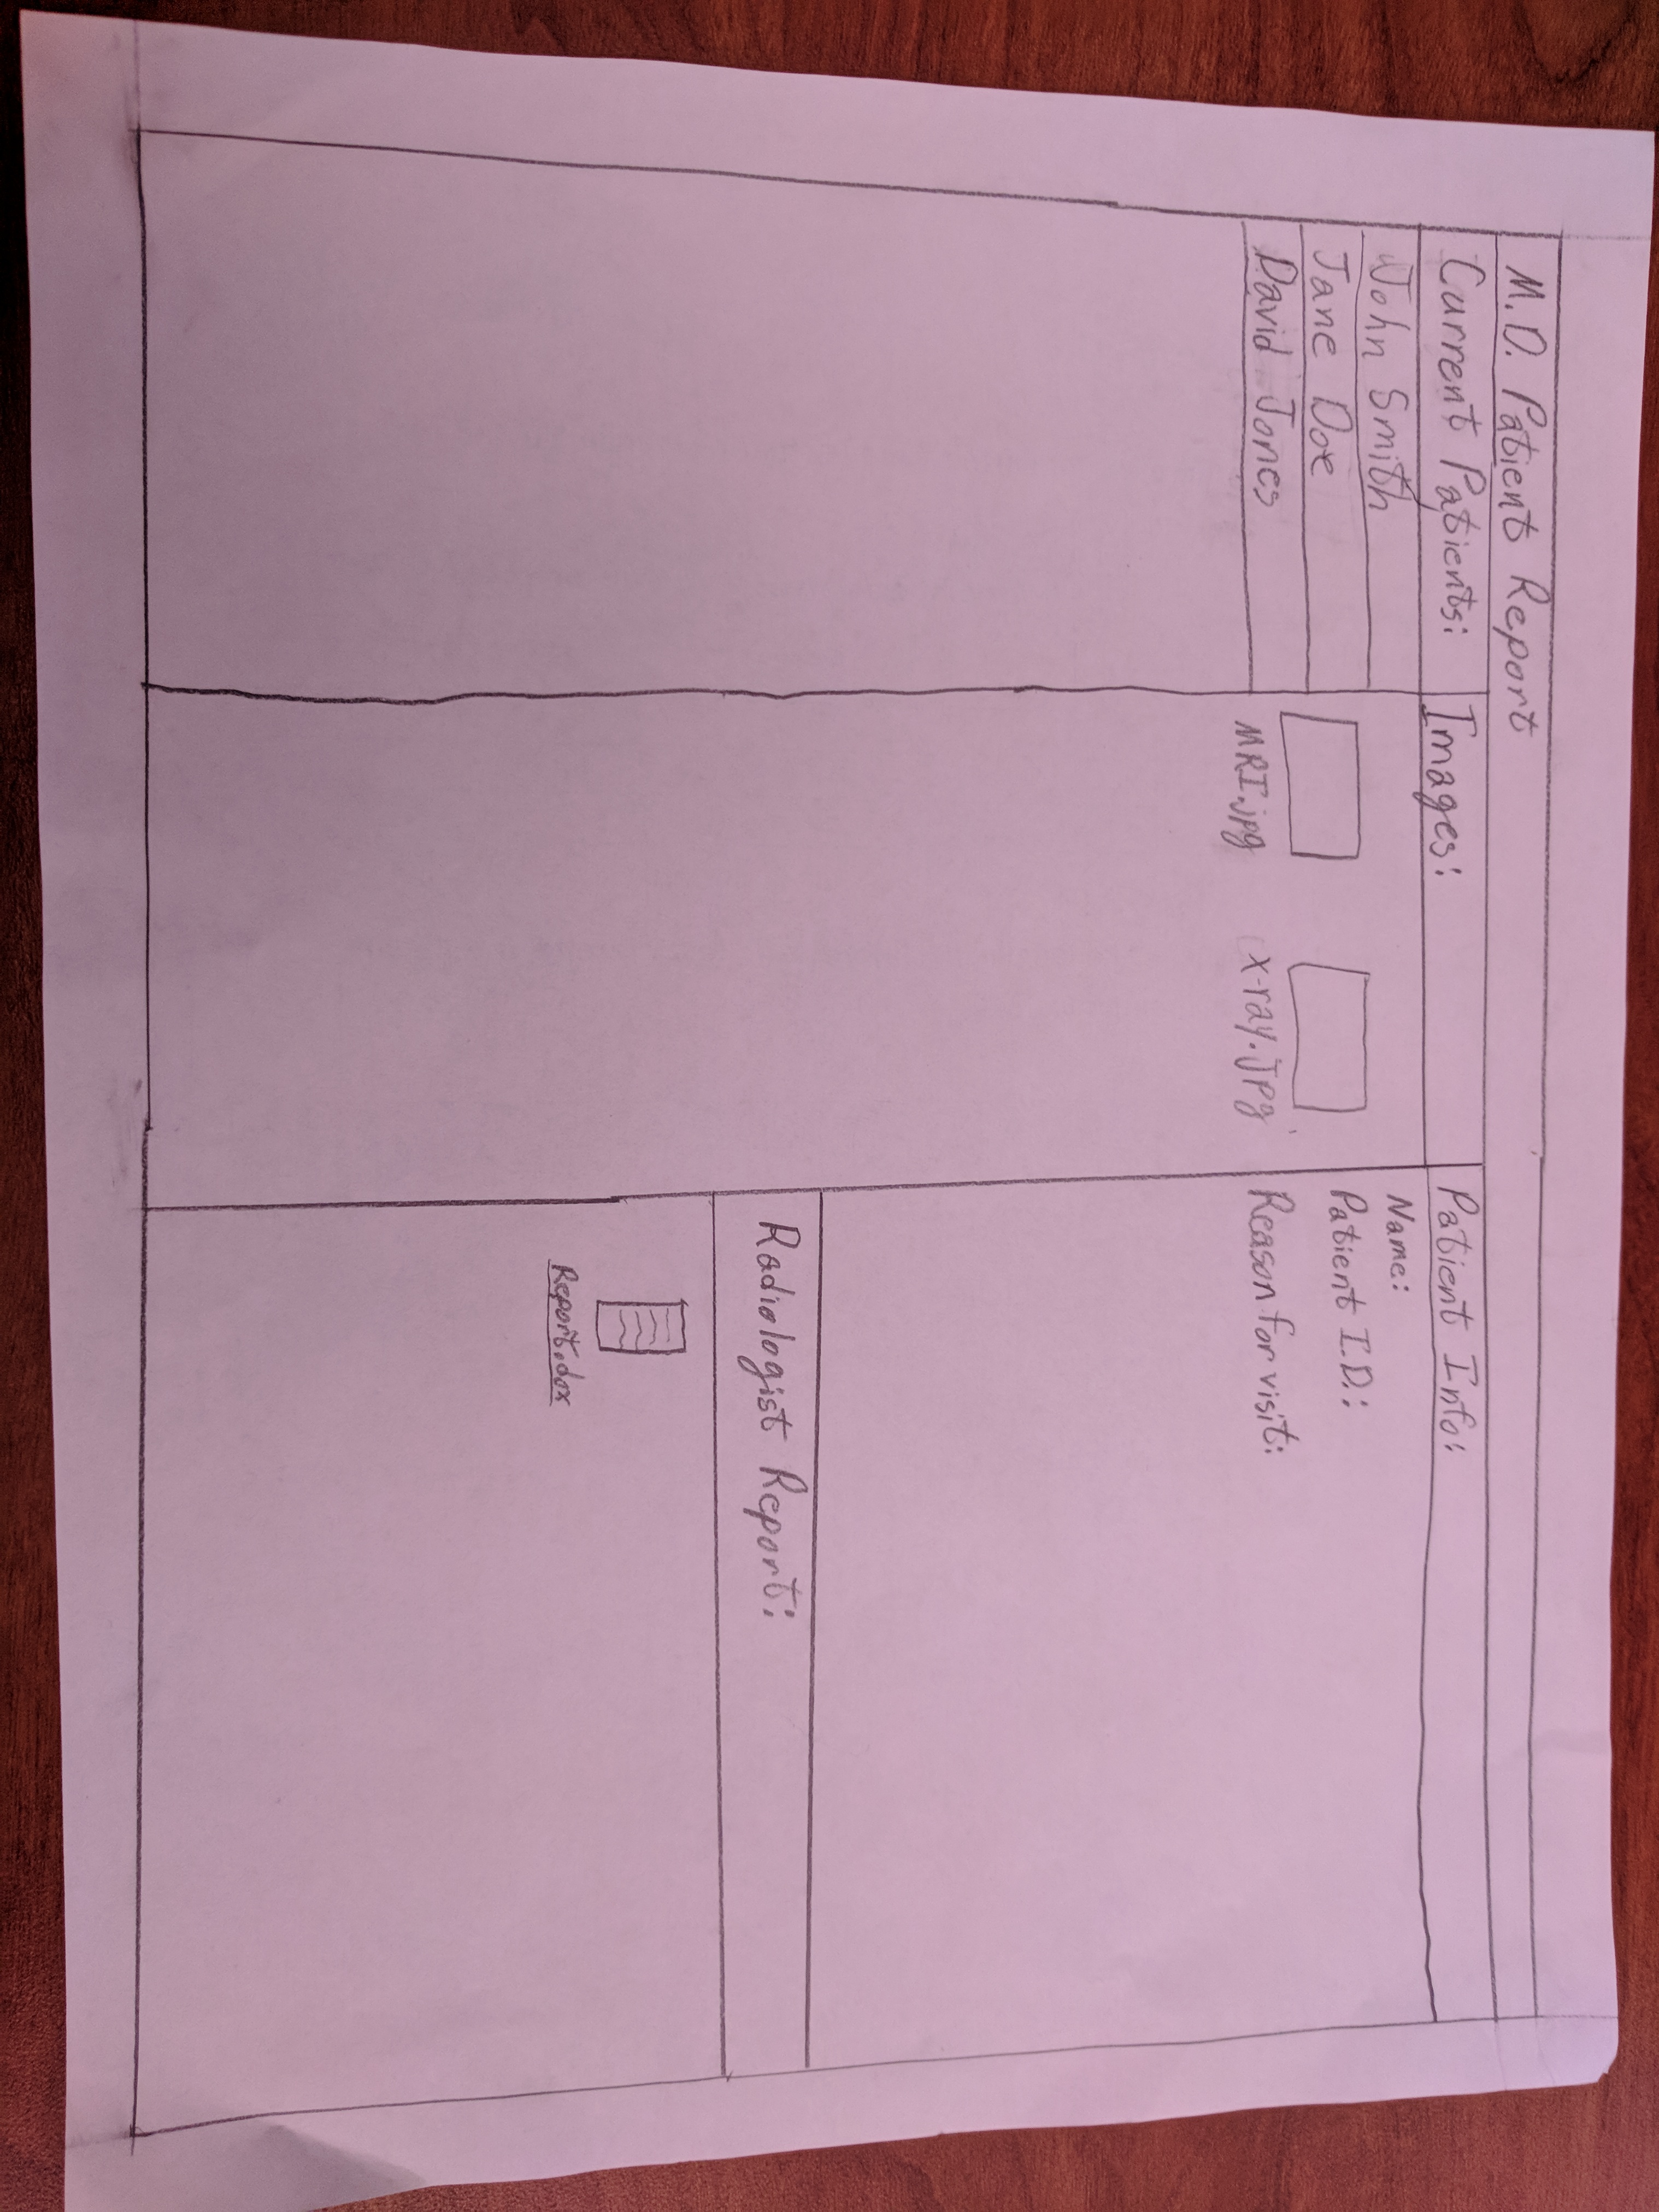 M.D. Patient Report
Current Patients:
John Smith
Jane Doe
David Jones
Images:
MRI.jpg
x-ray.Jpg
Patient Info:
Name:
Patient I.D.:
Reason for visit:
Radiologist Report:
Report.dox